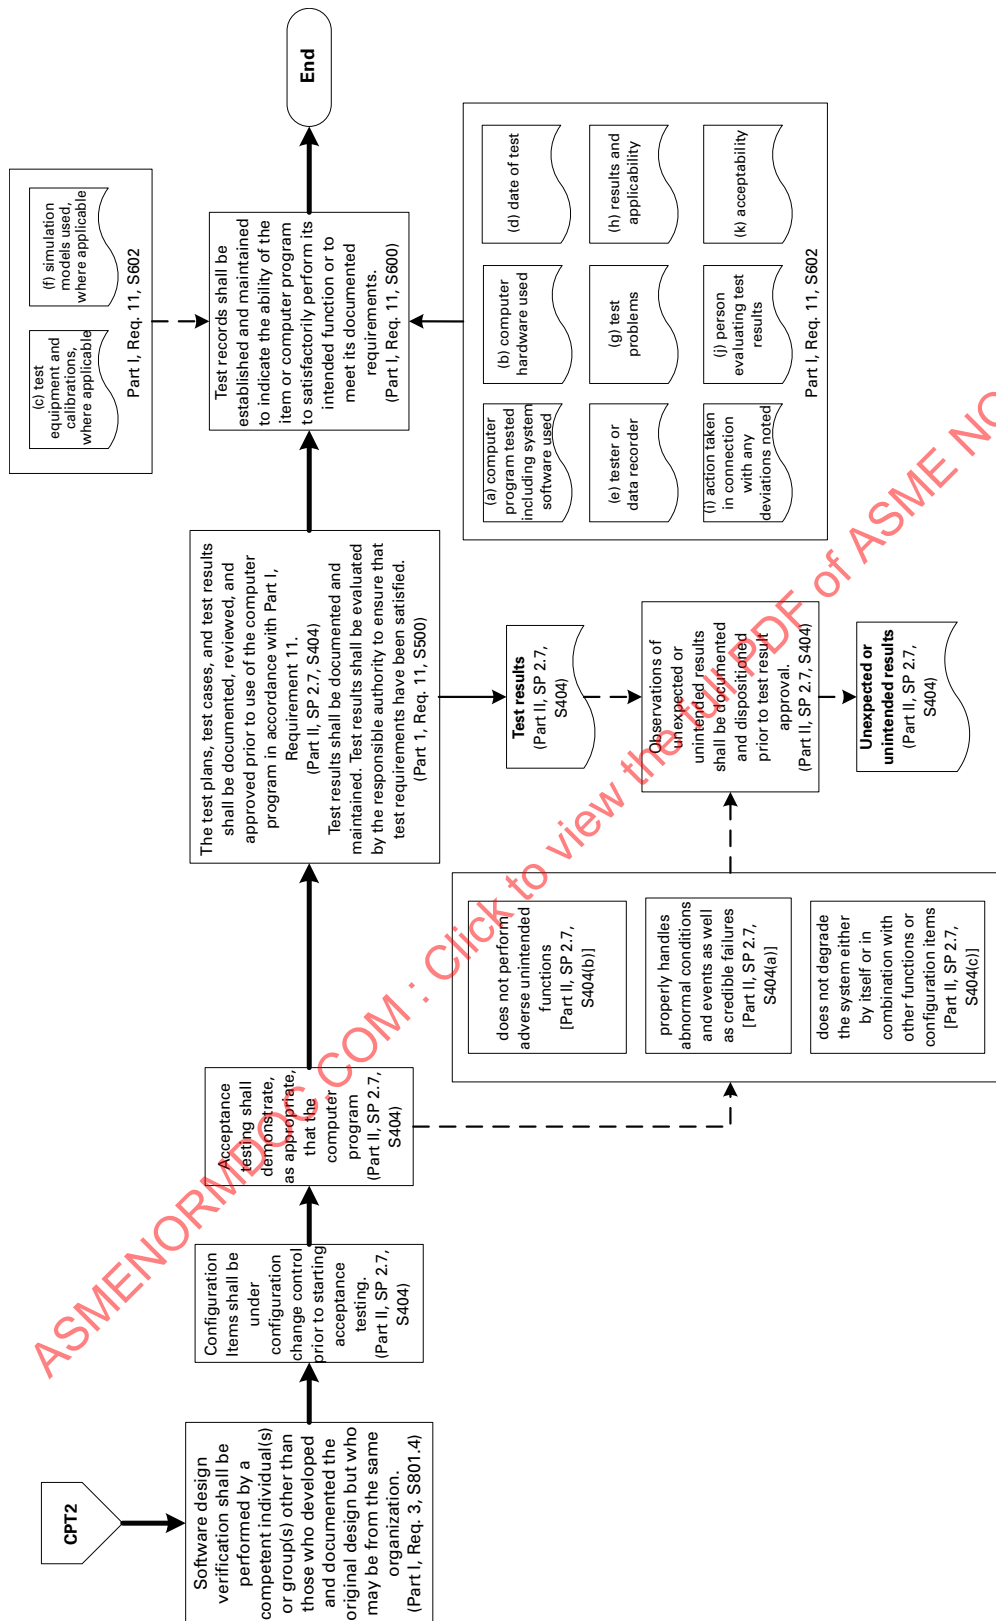 CPT2
Software design
verification shall be
performed by a
competent individual(s)
or group(s) other than
those who developed
and documented the
original design but who
may be from the same
organization.
(Part I, Req. 3, S801.4)
Configuration
Items shall be
under
configuration
change control
prior to starting
acceptance
testing.
(Part II, SP 2.7,
S404)
Acceptance
testing shall
demonstrate,
as appropriate,
that the
computer
program
(Part II, SP 2.7,
S404)
does not perform
adverse unintended
functions
[Part II, SP 2.7,
S404(b)]
properly handles
abnormal conditions
and events as well
as credible failures
[Part II, SP 2.7,
S404(a)]
does not degrade
the system either
by itself or in
combination with
other functions or
configuration items
[Part II, SP 2.7,
S404(c)]
The test plans, test cases, and test results
shall be documented, reviewed, and
approved prior to use of the computer
program in accordance with Part I,
Requirement 11.
(Part II, SP 2.7, S404)
Test results shall be documented and
maintained. Test results shall be evaluated
by the responsible authority to ensure that
test requirements have been satisfied.
(Part 1, Req. 11, S500)
Test results
(Part II, SP 2.7,
S404)
Observations of
unexpected or
unintended results
shall be documented
and dispositioned
prior to test result
approval.
(Part II, SP 2.7, S404)
Unexpected or
unintended results
(Part II, SP 2.7,
S404)
(c) test
equipment and
calibrations,
where applicable
(f) simulation
models used,
where applicable
Part I, Req. 11, S602
Test records shall be
established and maintained
to indicate the ability of the
item or computer program
to satisfactorily perform its
intended function or to
meet its documented
requirements.
(Part I, Req. 11, S600)
End
(a) computer
program tested
including system
software used
(b) computer
hardware used
(d) date of test
(e) tester or
data recorder
(g) test
problems
(h) results and
applicability
(i) action taken
in connection
with any
deviations noted
(j) person
evaluating test
results
(k) acceptability
Part I, Req. 11, S602
ASMENORMDOC.COM : Click to view the full PDF of ASME NO